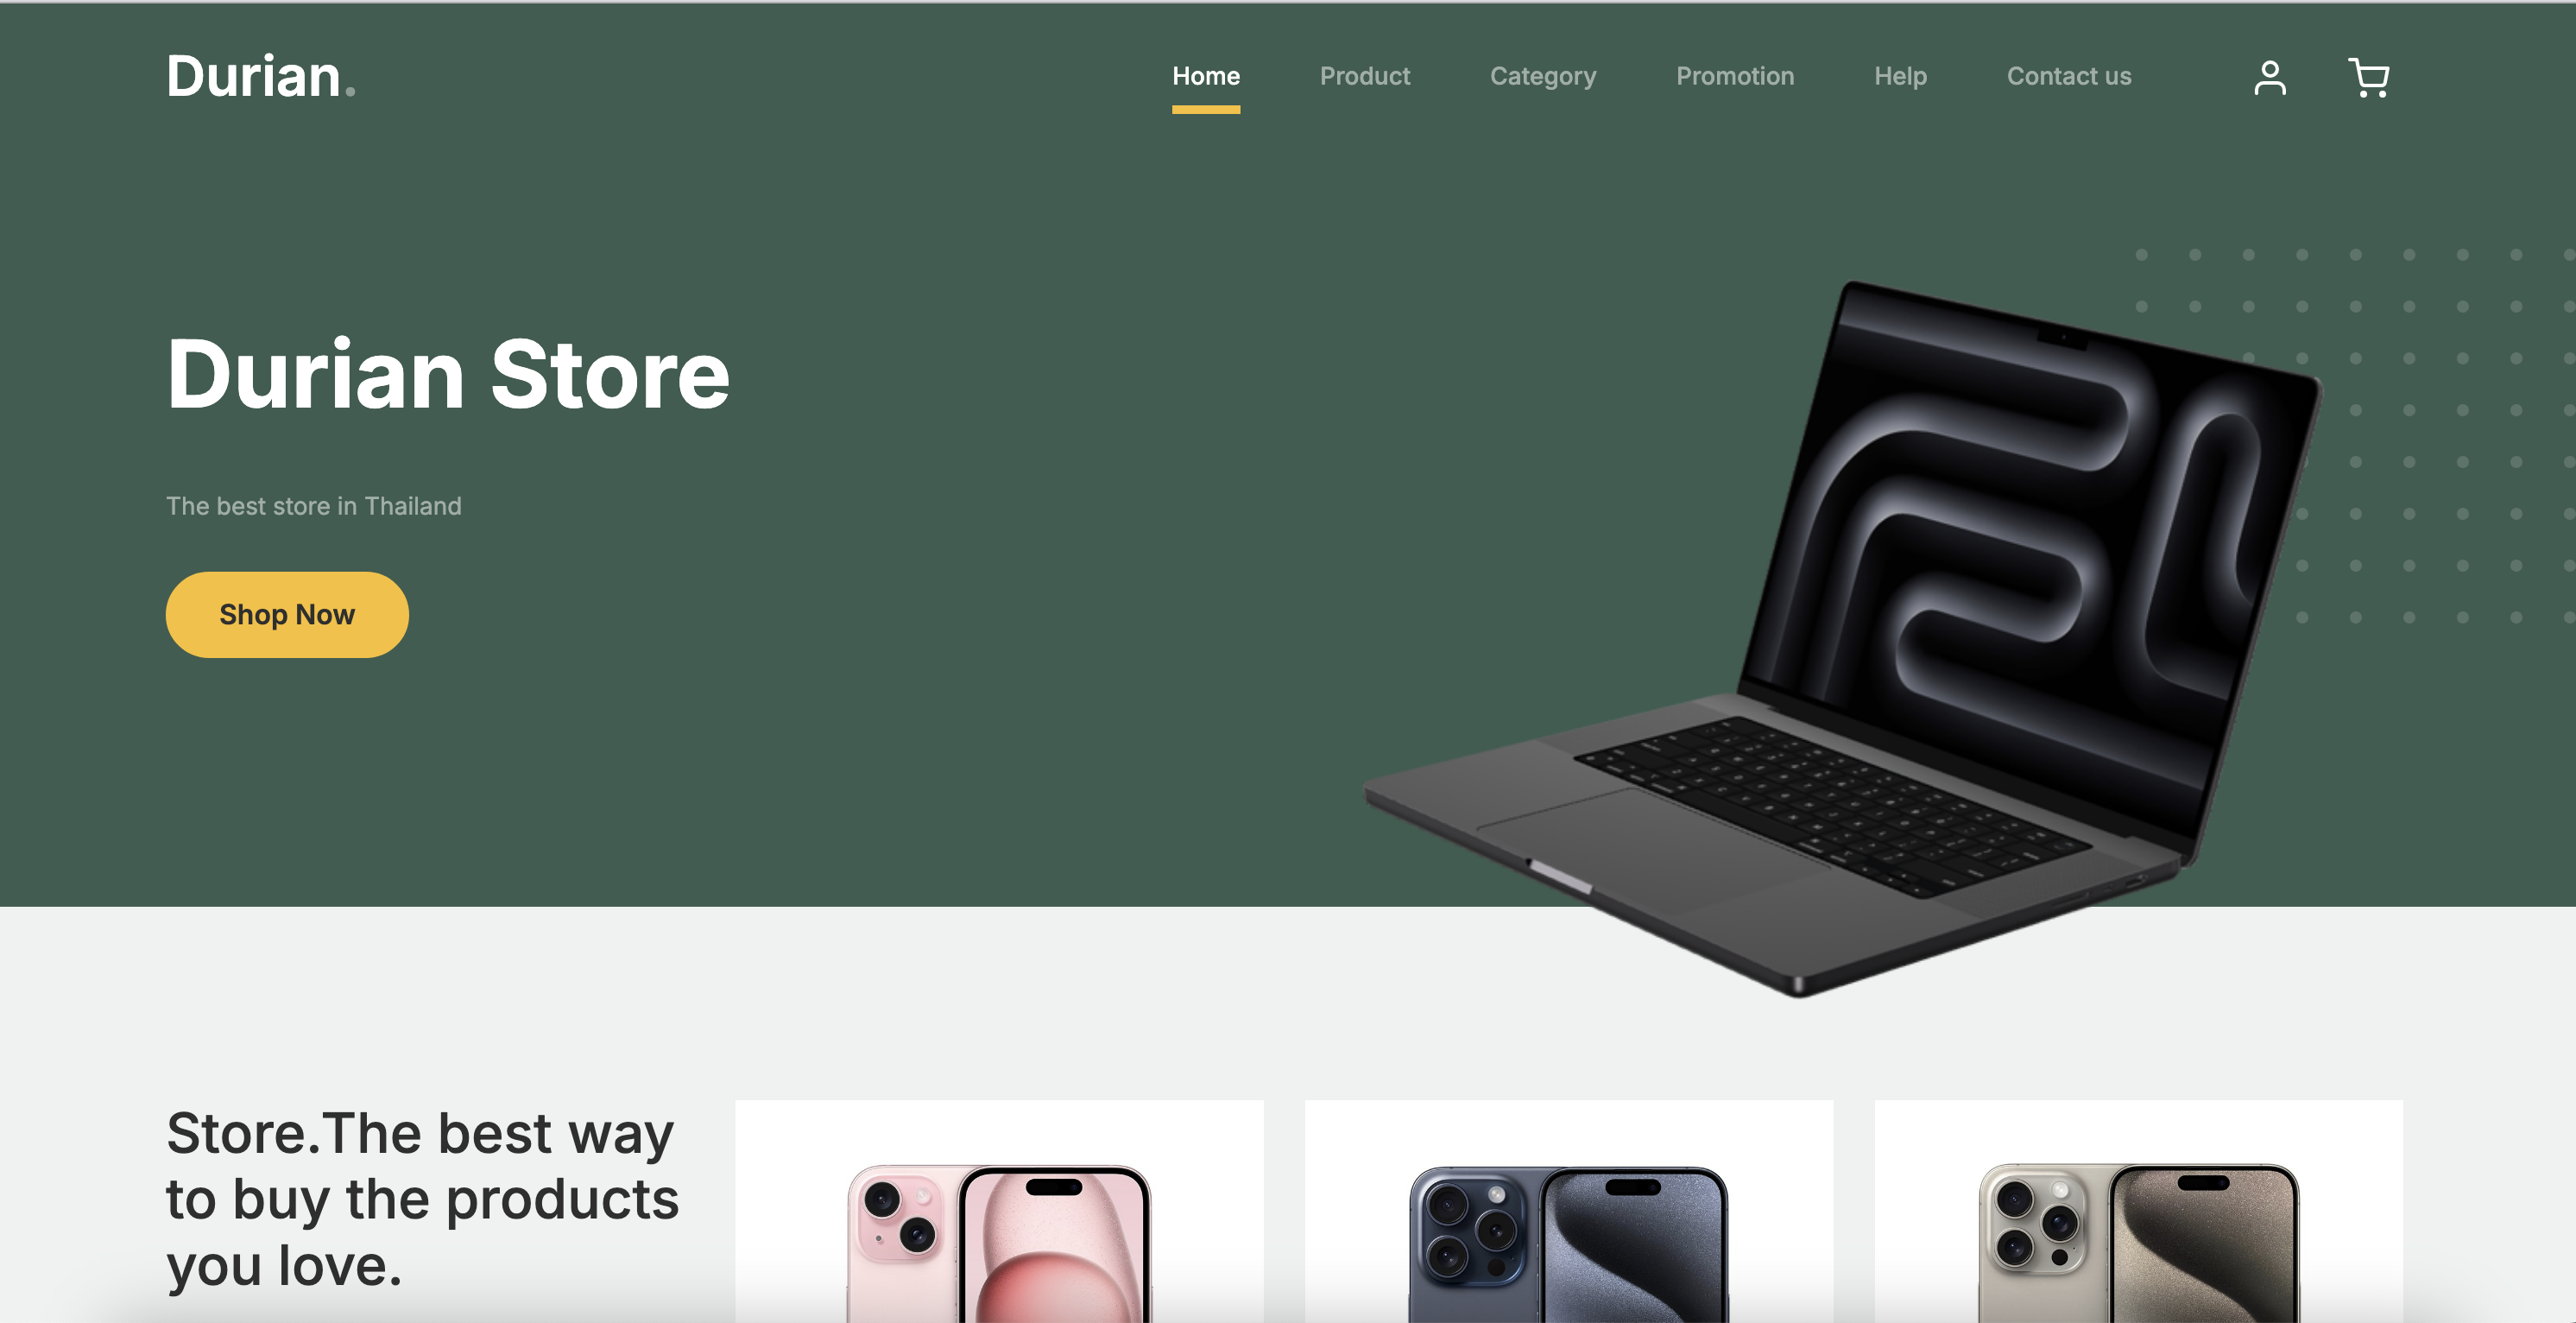 Durian.
Home Product Category Promotion Help Contact us
Durian Store
The best store in Thailand
Shop Now
Store.The best way
to buy the products
you love.